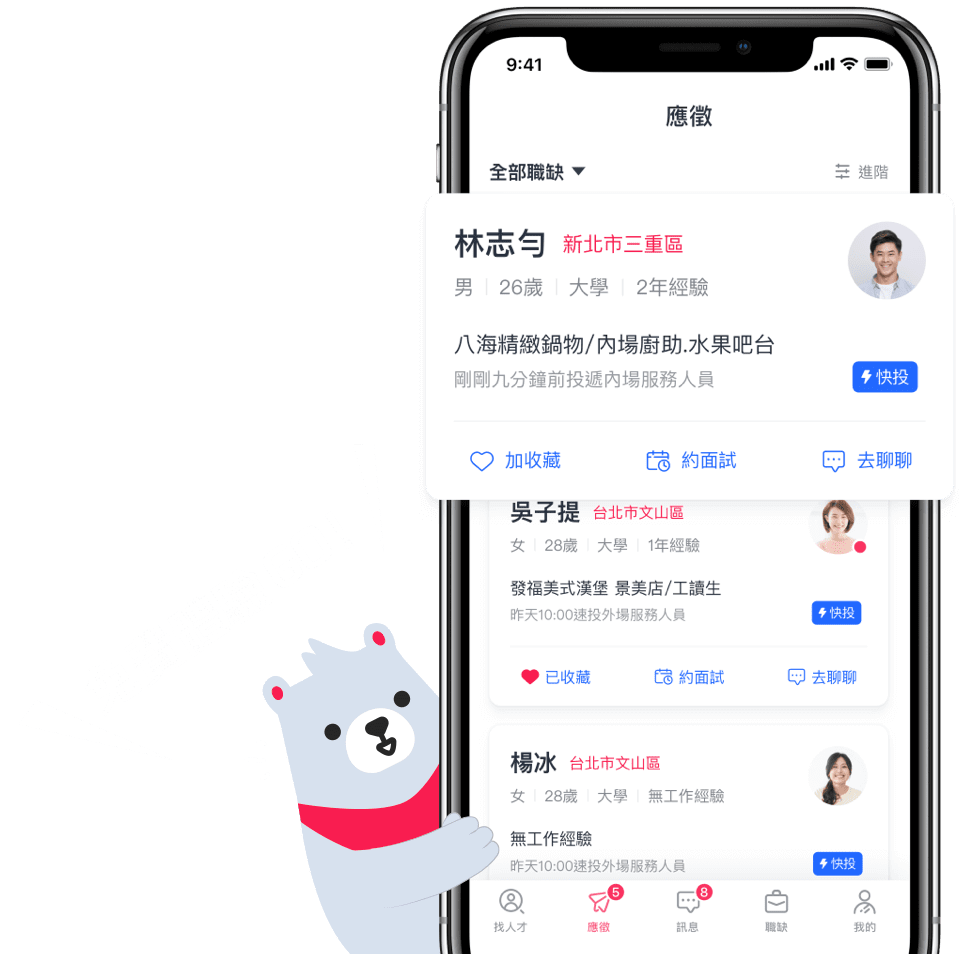 9:41
應徵
全部職缺 進階
林志勻 新北市三重區
男 26歲 大學 2年經驗
八海精緻鍋物/內場廚助.水果吧台
剛剛九分鐘前投遞內場服務人員 快投
加收藏 約面試 去聊聊
吳子提 台北市文山區
女 28歲 大學 1年經驗
發福美式漢堡 景美店/工讀生
昨天10:00速投外場服務人員 快投
已收藏 約面試 去聊聊
楊冰 台北市文山區
女 28歲 大學 無工作經驗
無工作經驗
昨天10:00速投外場服務人員 快投
5 8
找人才 應徵 訊息 職缺 我的